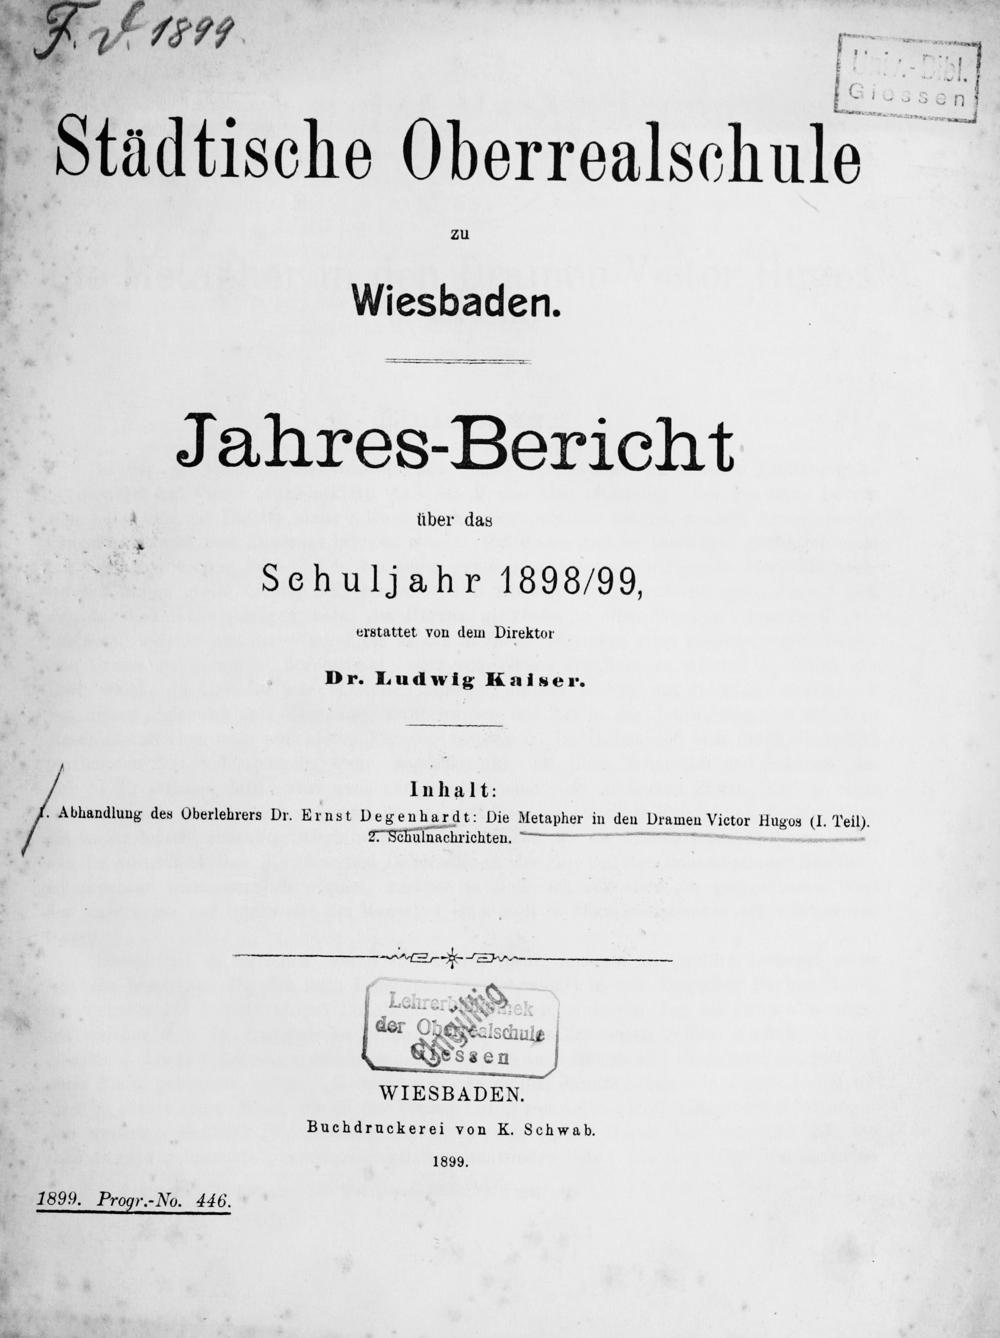 F. d. 1899.
Univ.-Bibl.
Giessen
Städtische Oberrealschule
zu
Wiesbaden.
Jahres-Bericht
über das
Schuljahr 1898/99,
erstattet von dem Direktor
Dr. Ludwig Kaiser.
Inhalt:
1. Abhandlung des Oberlehrers Dr. Ernst Degenhardt: Die Metapher in den Dramen Victor Hugos (I. Teil).
2. Schulnachrichten.
Lehrerbibliothek
der Oberrealschule
Giessen
Ungültig
WIESBADEN.
Buchdruckerei von K. Schwab.
1899.
1899. Progr.-No. 446.